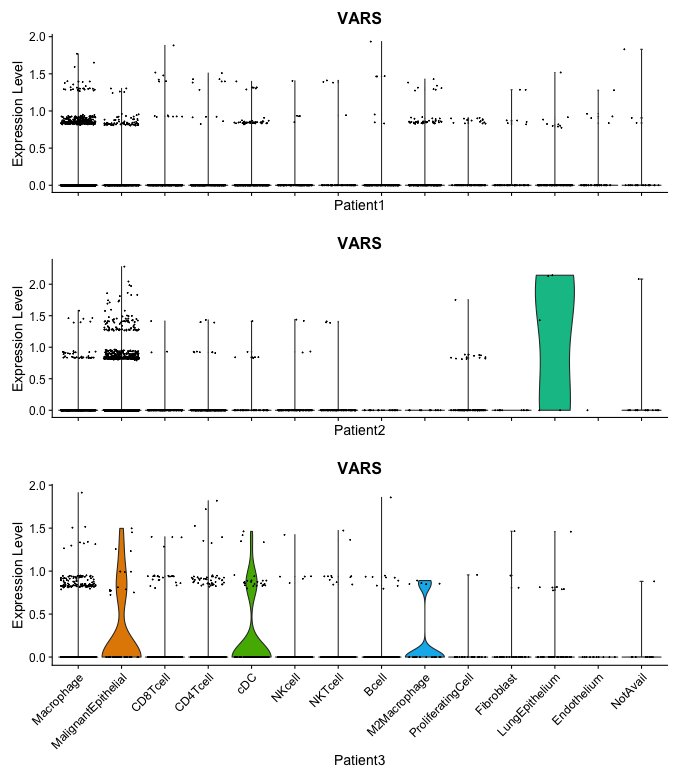 VARS
Expression Level
2.0
1.5
1.0
0.5
0.0
Patient1
VARS
Expression Level
2.0
1.5
1.0
0.5
0.0
Patient2
VARS
Expression Level
2.0
1.5
1.0
0.5
0.0
Macrophage
MalignantEpithelial
CD8Tcell
CD4Tcell
cDC
NKcell
NKTcell
Bcell
M2Macrophage
ProliferatingCell
Fibroblast
LungEpithelium
Endothelium
NotAvail
Patient3